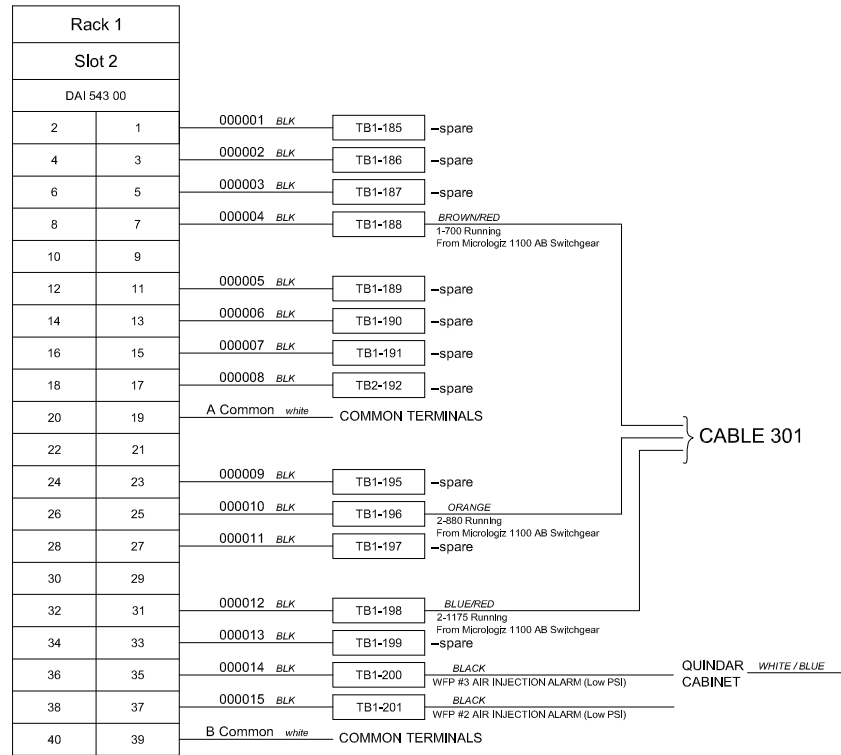 Rack 1
Slot 2
DAI 543 00
2 1 000001 BLK TB1-185 –spare
4 3 000002 BLK TB1-186 –spare
6 5 000003 BLK TB1-187 –spare
8 7 000004 BLK TB1-188 BROWN/RED
1-700 Running
From Microlog​iz 1100 AB Switchgear
10 9
12 11 000005 BLK TB1-189 –spare
14 13 000006 BLK TB1-190 –spare
16 15 000007 BLK TB1-191 –spare
18 17 000008 BLK TB2-192 –spare
20 19 A Common white COMMON TERMINALS
CABLE 301
22 21
24 23 000009 BLK TB1-195 –spare
26 25 000010 BLK TB1-196 ORANGE
2-880 Running
From Micrologiz 1100 AB Switchgear
28 27 000011 BLK TB1-197 –spare
30 29
32 31 000012 BLK TB1-198 BLUE/RED
2-1175 Running
From Micrologiz 1100 AB Switchgear
34 33 000013 BLK TB1-199 –spare
36 35 000014 BLK TB1-200 BLACK
WFP #3 AIR INJECTION ALARM (Low PSI)
QUINDAR WHITE / BLUE
CABINET
38 37 000015 BLK TB1-201 BLACK
WFP #2 AIR INJECTION ALARM (Low PSI)
40 39 B Common white COMMON TERMINALS